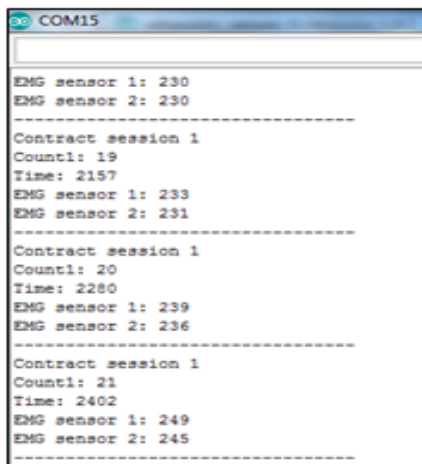 COM15
EMG sensor 1: 230
EMG sensor 2: 230
----------------------------------
Contract session 1
Count1: 19
Time: 2157
EMG sensor 1: 233
EMG sensor 2: 231
----------------------------------
Contract session 1
Count1: 20
Time: 2280
EMG sensor 1: 239
EMG sensor 2: 236
----------------------------------
Contract session 1
Count1: 21
Time: 2402
EMG sensor 1: 249
EMG sensor 2: 245
----------------------------------